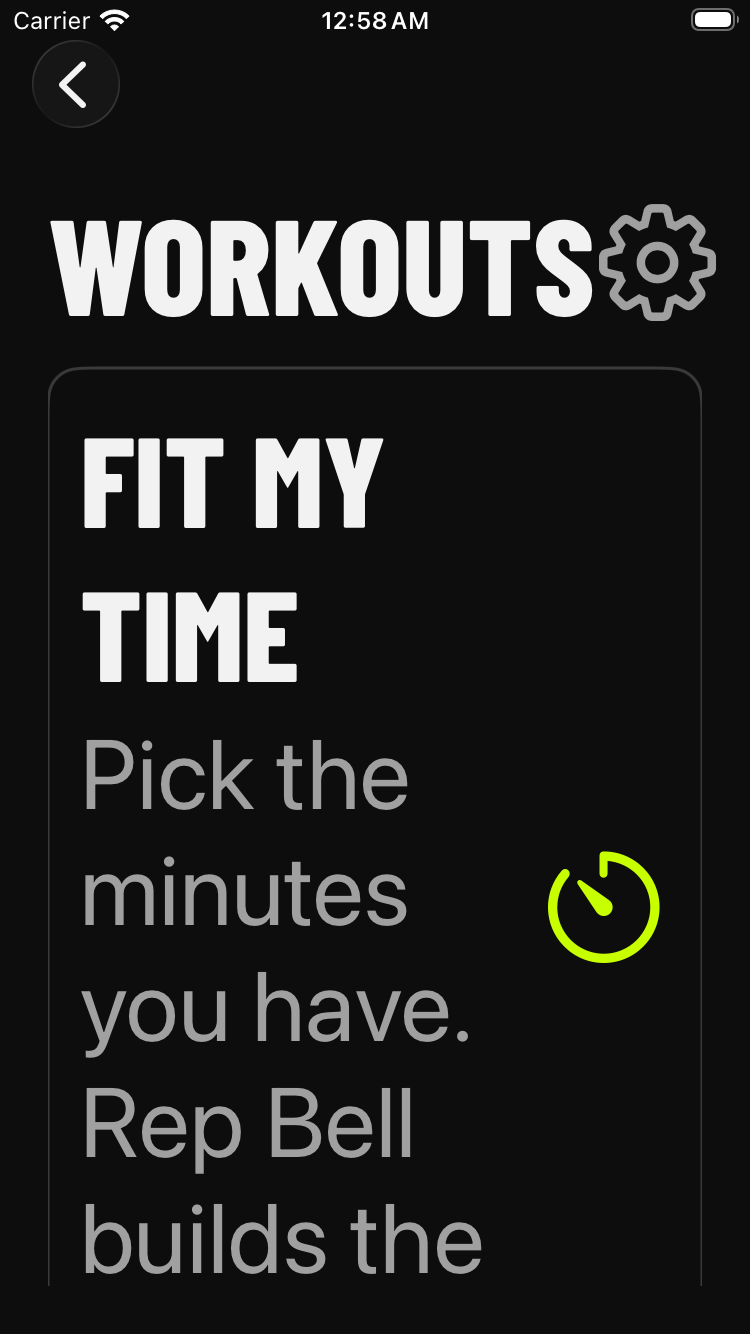 Carrier 12:58 AM
WORKOUTS
FIT MY
TIME
Pick the
minutes
you have.
Rep Bell
builds the